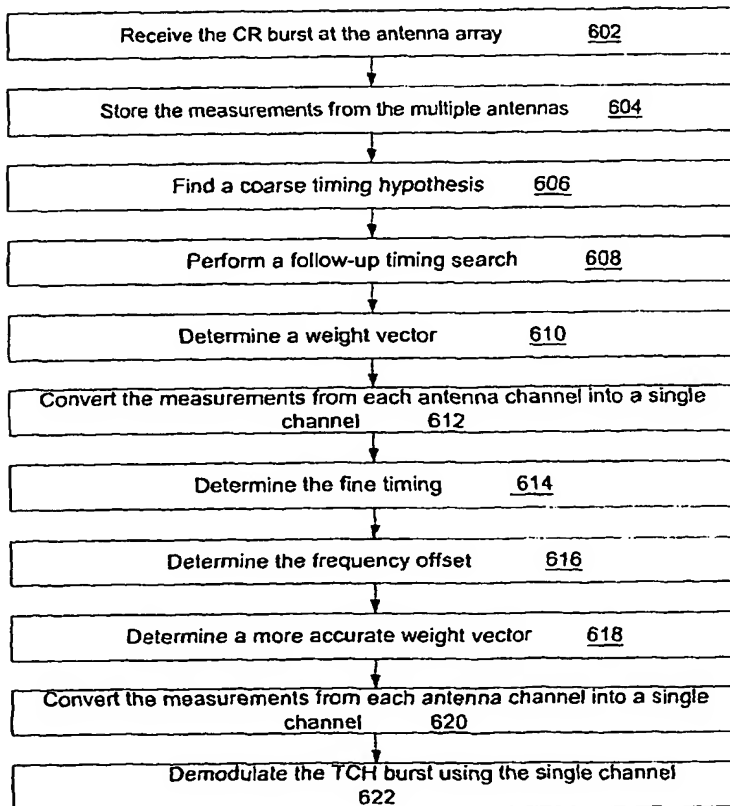 Receive the CR burst at the antenna array 602
Store the measurements from the multiple antennas 604
Find a coarse timing hypothesis 606
Perform a follow-up timing search 608
Determine a weight vector 610
Convert the measurements from each antenna channel into a single
channel 612
Determine the fine timing 614
Determine the frequency offset 616
Determine a more accurate weight vector 618
Convert the measurements from each antenna channel into a single
channel 620
Demodulate the TCH burst using the single channel
622